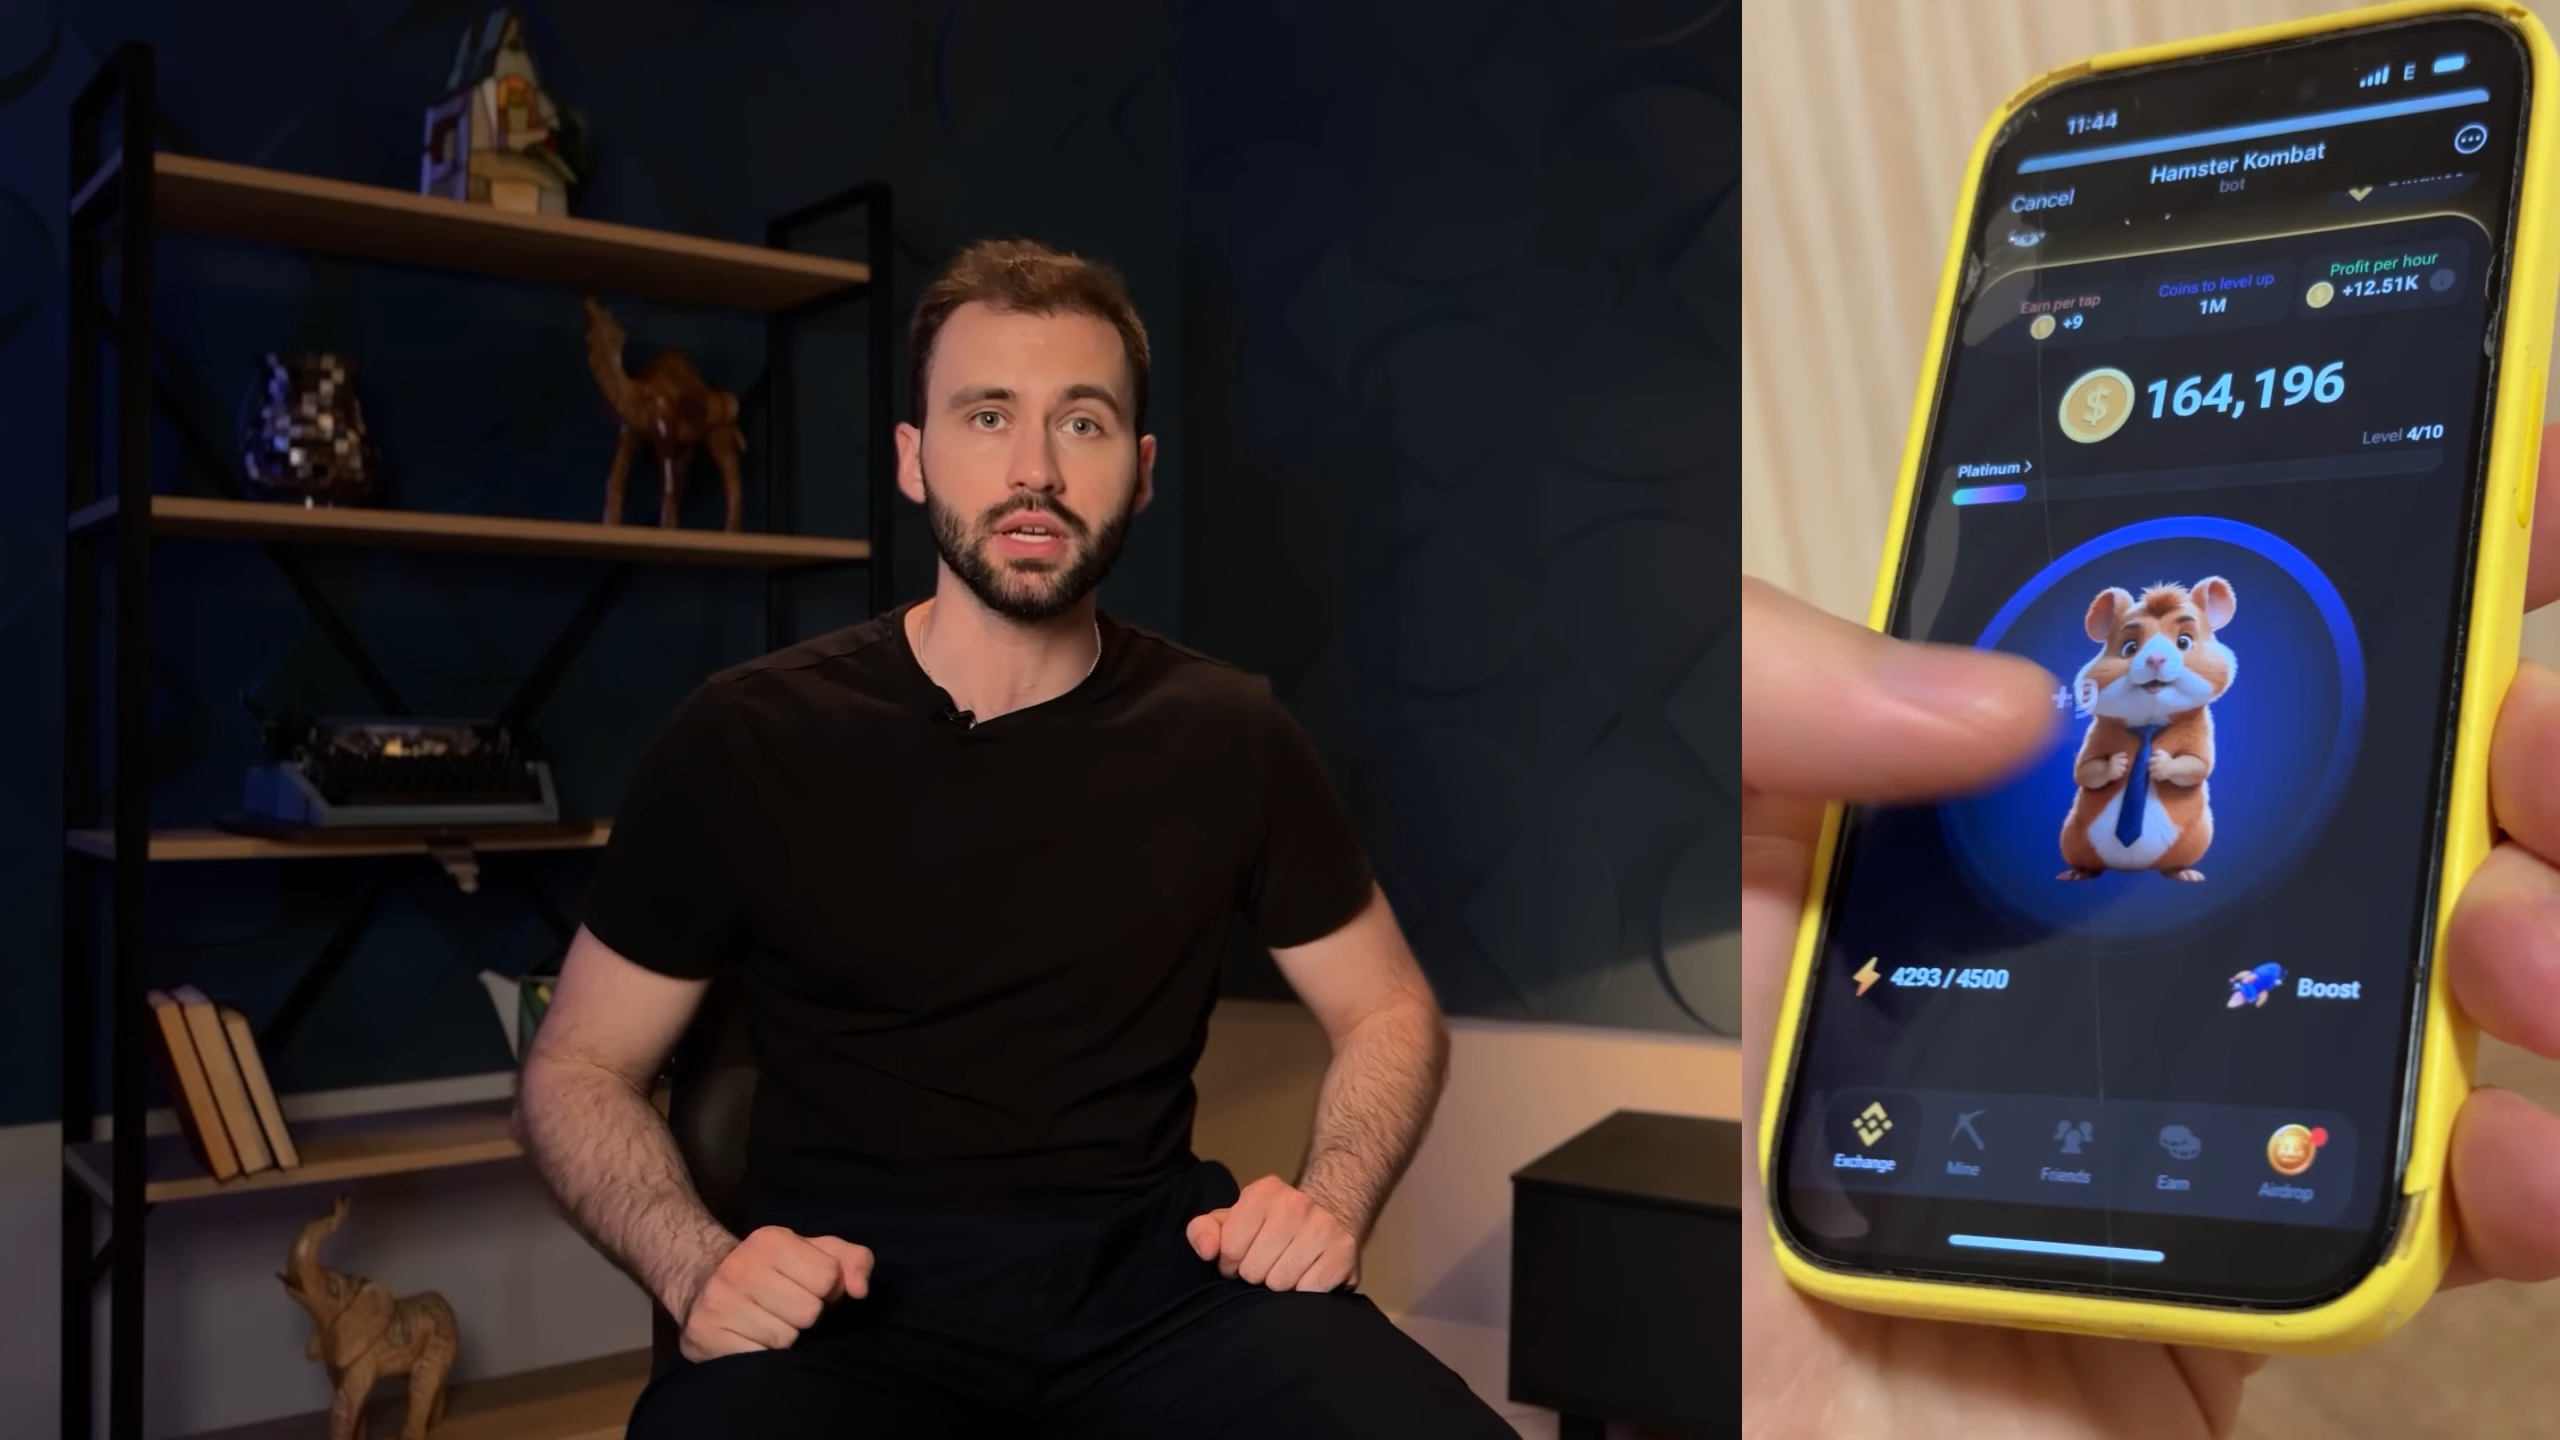 11:44
E
Hamster Kombat
bot
Cancel
Earn per tap
+9
Coins to level up
1M
Profit per hour
+12.51K
$ 164,196
Level 4/10
Platinum >
+9
4293 / 4500
Boost
Exchange
Mine
Friends
Earn
Airdrop